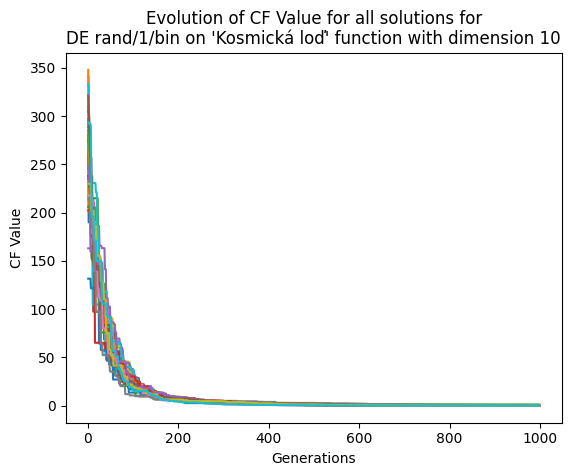 Evolution of CF Value for all solutions for
DE rand/1/bin on 'Kosmická loď' function with dimension 10
CF Value
350
300
250
200
150
100
50
0
0 200 400 600 800 1000
Generations